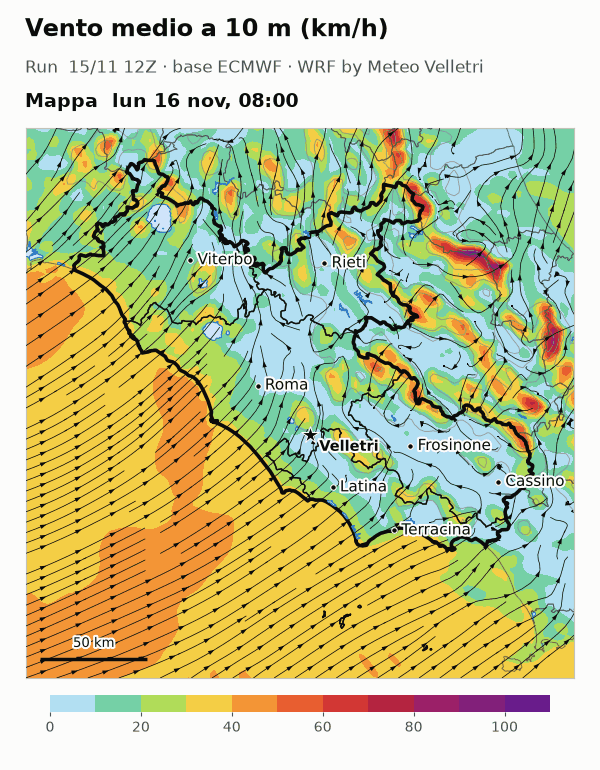 Vento medio a 10 m (km/h)
Run  15/11 12Z · base ECMWF · WRF by Meteo Velletri
Mappa  lun 16 nov, 08:00
Viterbo
Rieti
Roma
Velletri
Frosinone
Latina
Cassino
Terracina
50 km
0 20 40 60 80 100